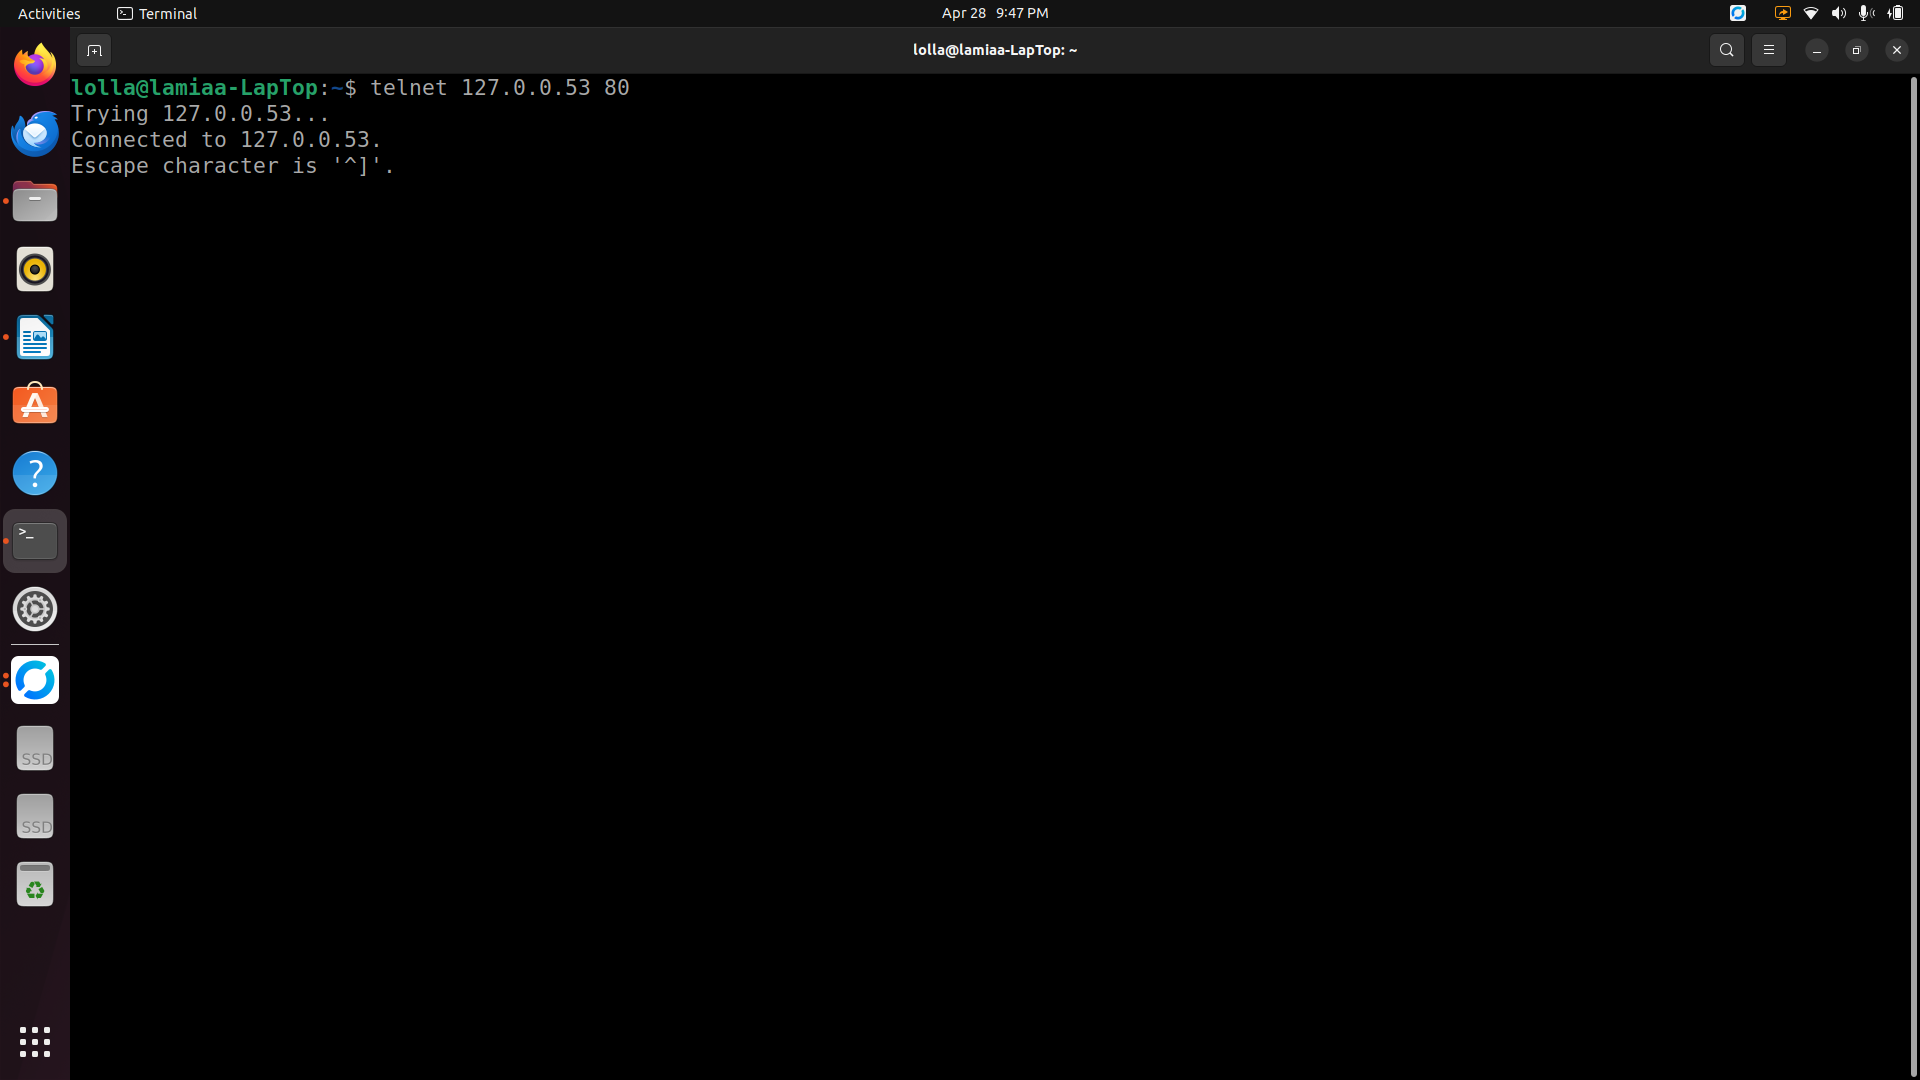 Activities
Terminal
Apr 28 9:47 PM
lolla@lamiaa-LapTop: ~
lolla@lamiaa-LapTop:~$ telnet 127.0.0.53 80
Trying 127.0.0.53...
Connected to 127.0.0.53.
Escape character is '^]'.
?
>_
SSD
SSD